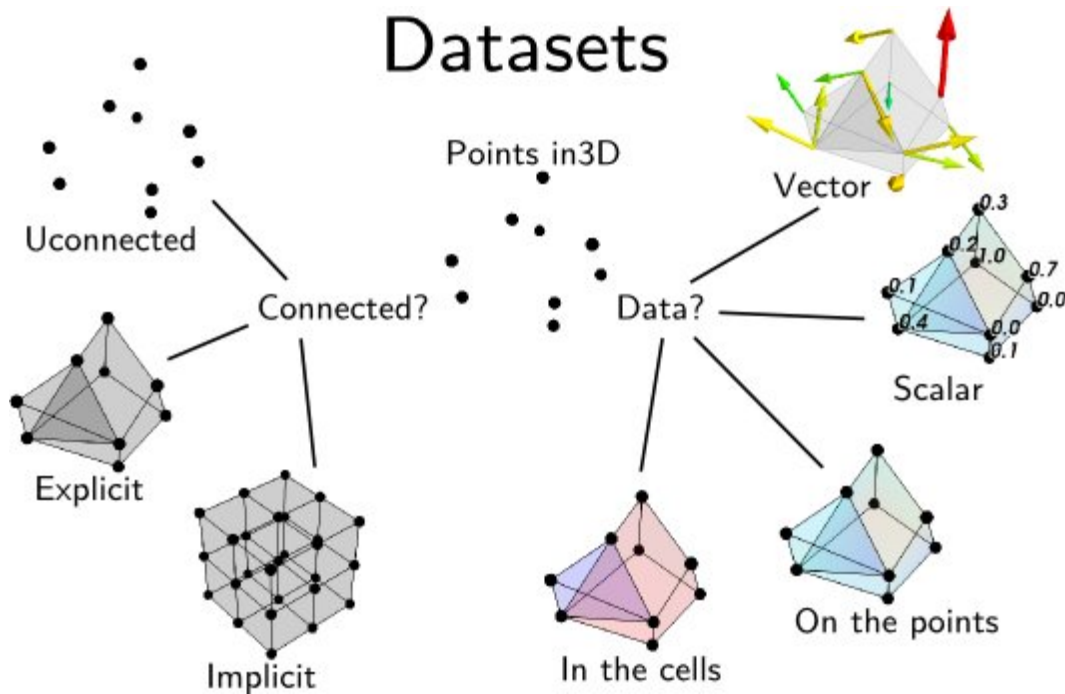 Datasets
Points in3D
Vector
Uconnected
0.3
0.2
1.0
0.7
0.1
0.0
0.4
0.0
0.1
Connected?
Data?
Scalar
Explicit
On the points
In the cells
Implicit